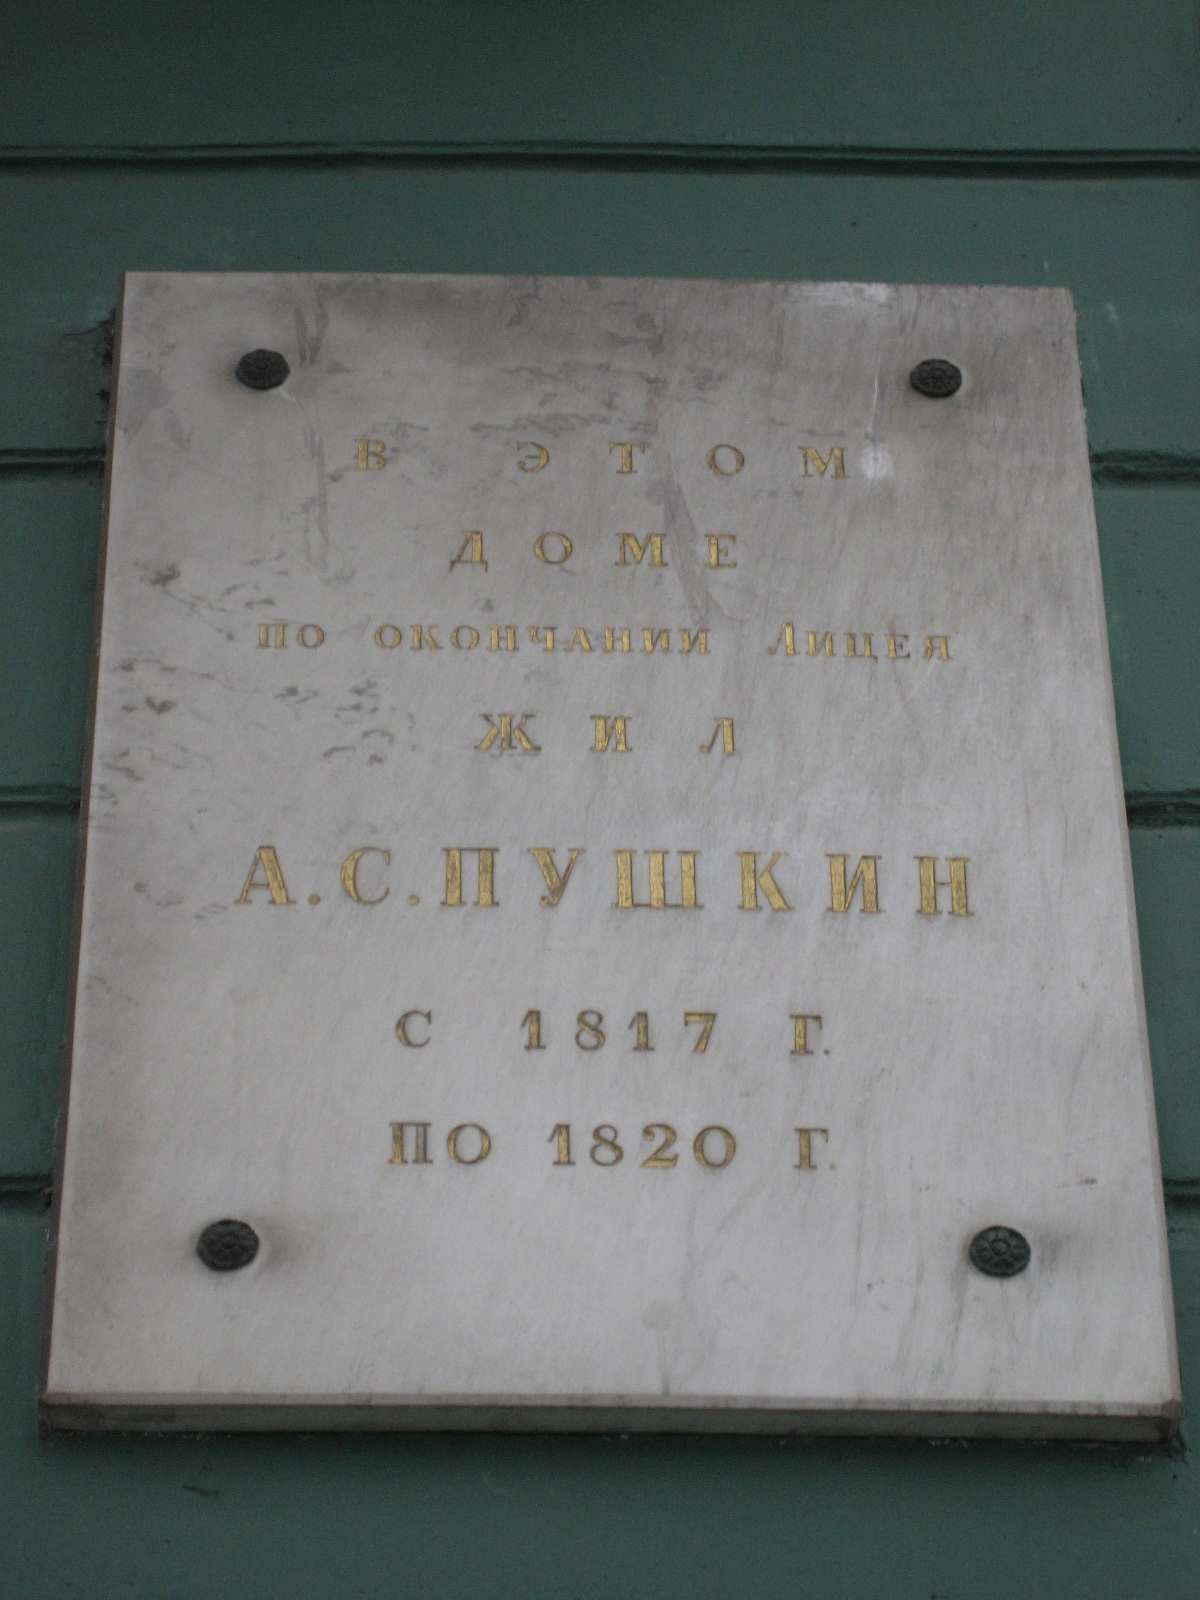 В ЭТОМ
ДОМЕ
ПО ОКОНЧАНИИ ЛИЦЕЯ
ЖИЛ
А.С.ПУШКИН
С 1817 Г.
ПО 1820 Г.